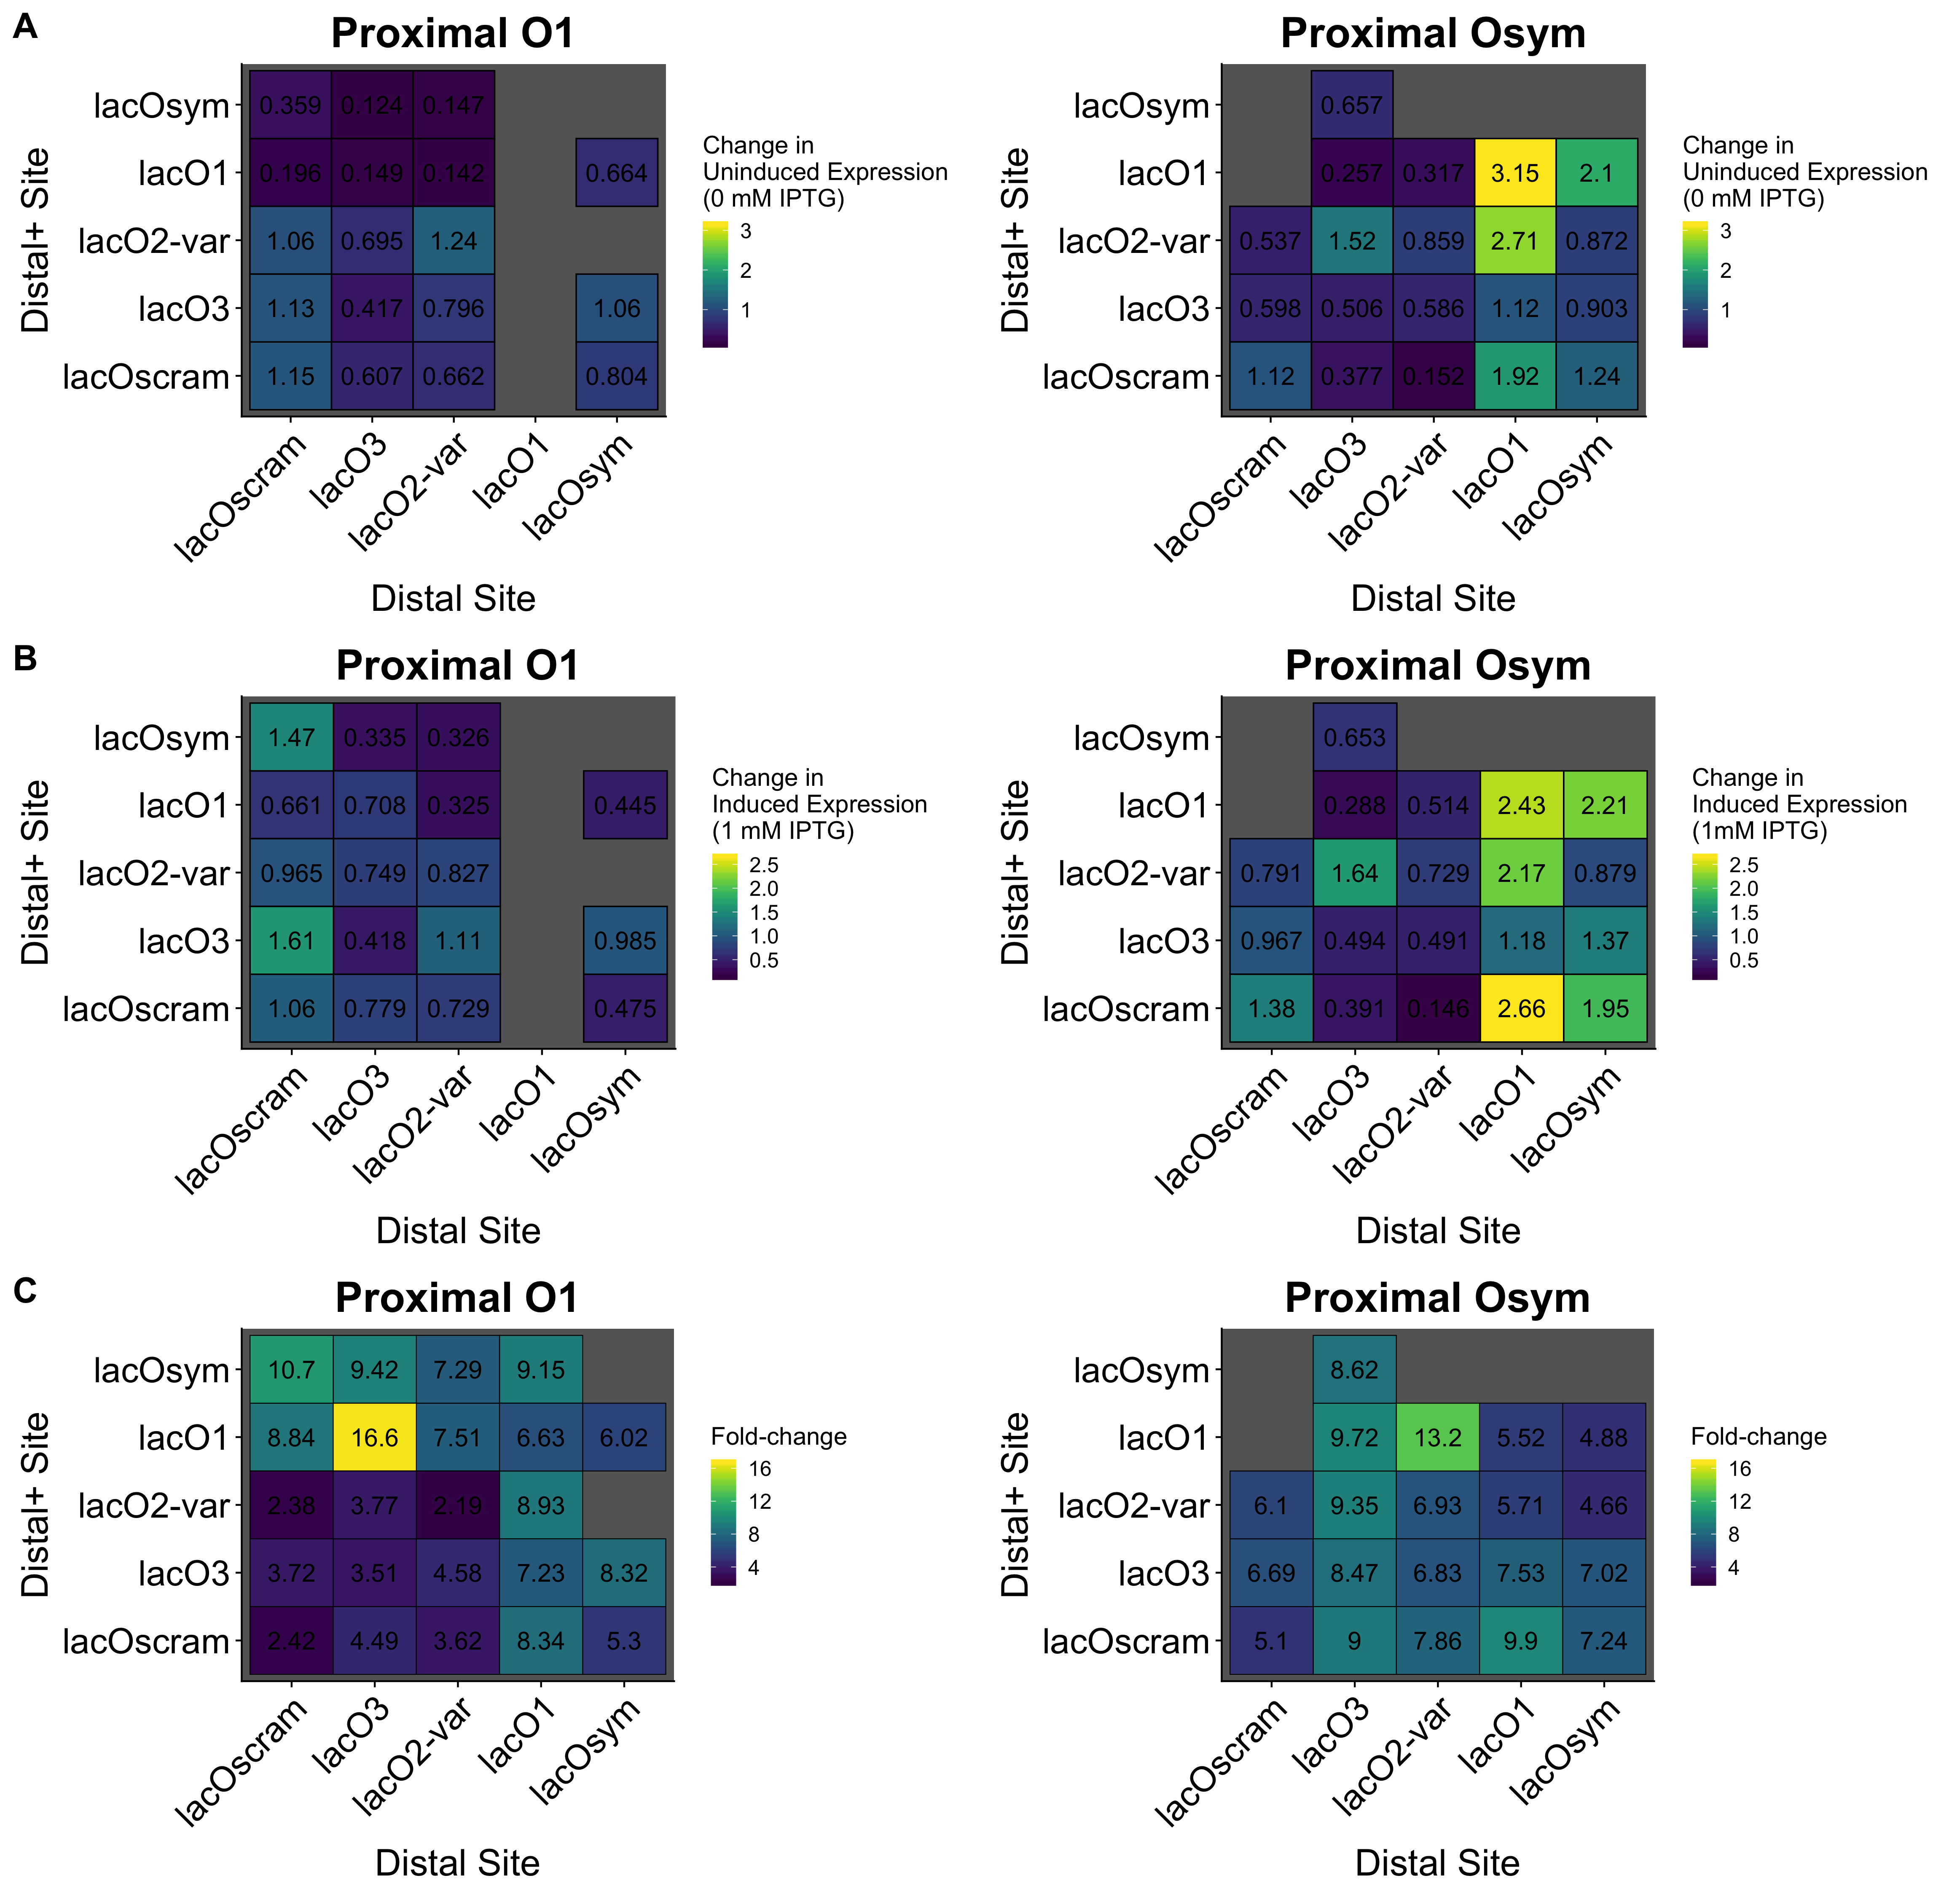 A
Proximal O1
Distal+ Site
lacOsym
0.359 0.124 0.147
lacO1
0.196 0.149 0.142 0.664
lacO2-var
1.06 0.695 1.24
lacO3
1.13 0.417 0.796 1.06
lacOscram
1.15 0.607 0.662 0.804
lacOscram lacO3 lacO2-var lacO1 lacOsym
Distal Site
Change in
Uninduced Expression
(0 mM IPTG)
3
2
1
Proximal Osym
Distal+ Site
lacOsym
0.657
lacO1
0.257 0.317 3.15 2.1
lacO2-var
0.537 1.52 0.859 2.71 0.872
lacO3
0.598 0.506 0.586 1.12 0.903
lacOscram
1.12 0.377 0.152 1.92 1.24
lacOscram lacO3 lacO2-var lacO1 lacOsym
Distal Site
Change in
Uninduced Expression
(0 mM IPTG)
3
2
1
B
Proximal O1
Distal+ Site
lacOsym
1.47 0.335 0.326
lacO1
0.661 0.708 0.325 0.445
lacO2-var
0.965 0.749 0.827
lacO3
1.61 0.418 1.11 0.985
lacOscram
1.06 0.779 0.729 0.475
lacOscram lacO3 lacO2-var lacO1 lacOsym
Distal Site
Change in
Induced Expression
(1 mM IPTG)
2.5
2.0
1.5
1.0
0.5
Proximal Osym
Distal+ Site
lacOsym
0.653
lacO1
0.288 0.514 2.43 2.21
lacO2-var
0.791 1.64 0.729 2.17 0.879
lacO3
0.967 0.494 0.491 1.18 1.37
lacOscram
1.38 0.391 0.146 2.66 1.95
lacOscram lacO3 lacO2-var lacO1 lacOsym
Distal Site
Change in
Induced Expression
(1mM IPTG)
2.5
2.0
1.5
1.0
0.5
C
Proximal O1
Distal+ Site
lacOsym
10.7 9.42 7.29 9.15
lacO1
8.84 16.6 7.51 6.63 6.02
lacO2-var
2.38 3.77 2.19 8.93
lacO3
3.72 3.51 4.58 7.23 8.32
lacOscram
2.42 4.49 3.62 8.34 5.3
lacOscram lacO3 lacO2-var lacO1 lacOsym
Distal Site
Fold-change
16
12
8
4
Proximal Osym
Distal+ Site
lacOsym
8.62
lacO1
9.72 13.2 5.52 4.88
lacO2-var
6.1 9.35 6.93 5.71 4.66
lacO3
6.69 8.47 6.83 7.53 7.02
lacOscram
5.1 9 7.86 9.9 7.24
lacOscram lacO3 lacO2-var lacO1 lacOsym
Distal Site
Fold-change
16
12
8
4